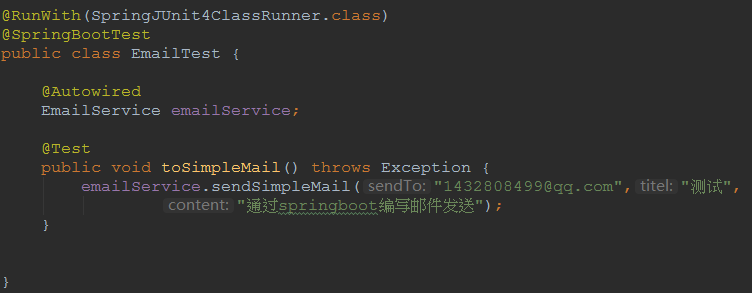 @RunWith(SpringJUnit4ClassRunner.class)
@SpringBootTest
public class EmailTest {
@Autowired
EmailService emailService;
@Test
public void toSimpleMail() throws Exception {
emailService.sendSimpleMail( sendTo: "1432808499@qq.com", titel: "测试",
content: "通过springboot编写邮件发送");
}
}